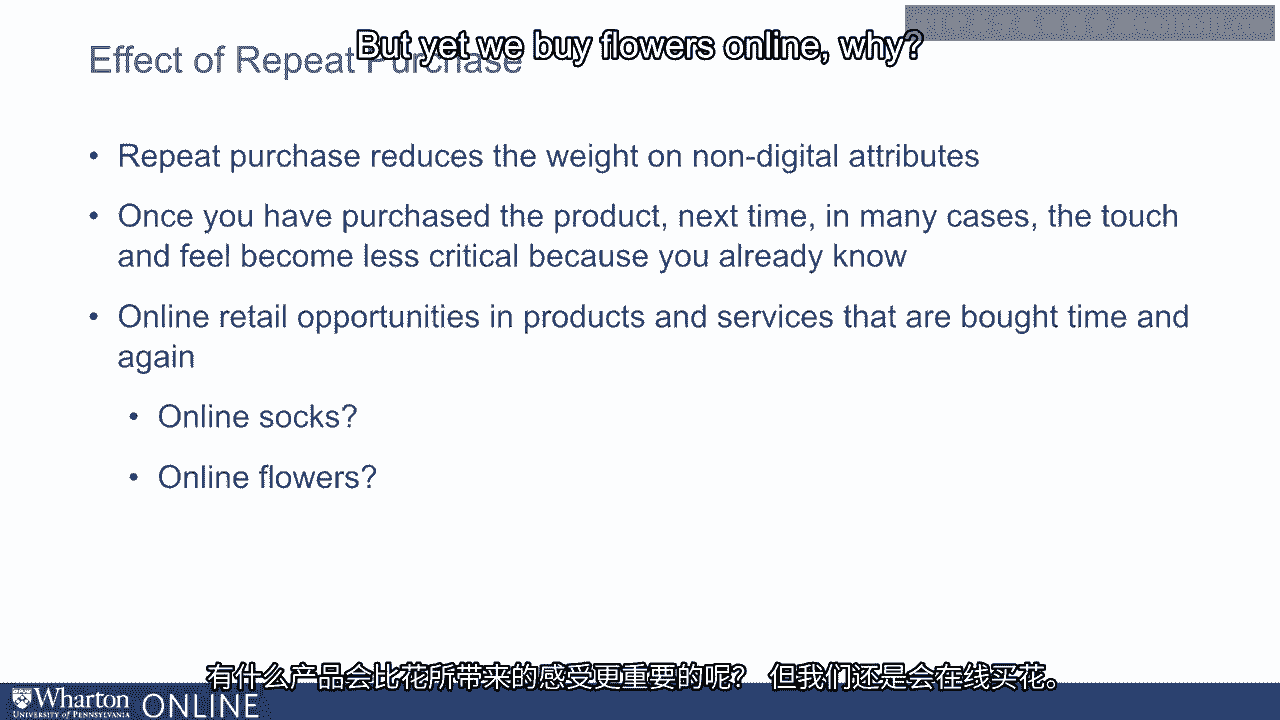 But yet we buy flowers online, why?
Effect of Repeat Purchase
• Repeat purchase reduces the weight on non-digital attributes
• Once you have purchased the product, next time, in many cases, the touch
and feel become less critical because you already know
• Online retail opportunities in products and services that are bought time and
again
• Online socks?
• Online flowers?
有什么产品会比花所带来的感受更重要的呢? 但我们还是会在线买花。
Wharton ONLINE
UNIVERSITY of PENNSYLVANIA